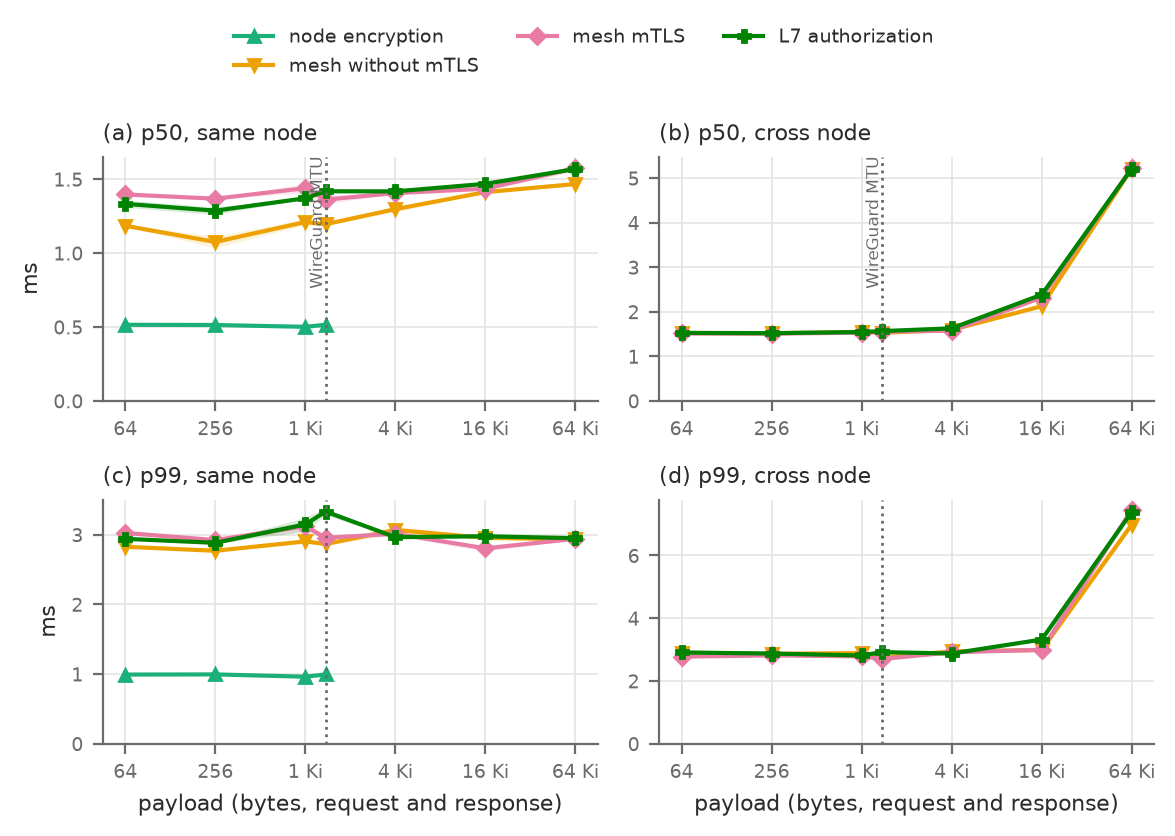 node encryption
mesh without mTLS
mesh mTLS
L7 authorization
(a) p50, same node
ms
1.5
1.0
0.5
0.0
WireGuard MTU
64
256
1 Ki
4 Ki
16 Ki
64 Ki
(b) p50, cross node
5
4
3
2
1
0
WireGuard MTU
64
256
1 Ki
4 Ki
16 Ki
64 Ki
(c) p99, same node
ms
3
2
1
0
64
256
1 Ki
4 Ki
16 Ki
64 Ki
payload (bytes, request and response)
(d) p99, cross node
6
4
2
0
64
256
1 Ki
4 Ki
16 Ki
64 Ki
payload (bytes, request and response)